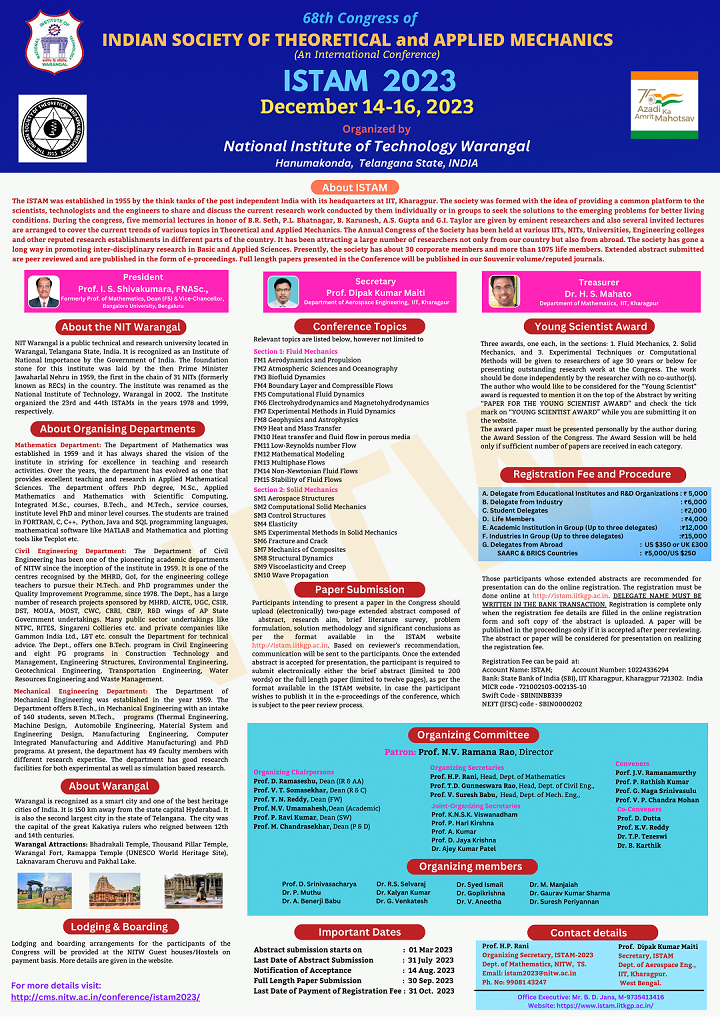 68th Congress of
INDIAN SOCIETY OF THEORETICAL and APPLIED MECHANICS
(An International Conference)
ISTAM 2023
December 14-16, 2023
Organized by
National Institute of Technology Warangal
Hanumakonda, Telangana State, INDIA
75
Azadi Ka
Amrit Mahotsav
About ISTAM
The ISTAM was established in 1955 by the think tanks of the post independent India with its headquarters at IIT, Kharagpur. The society was formed with the idea of providing a common platform to the
scientists, technologists and the engineers to share and discuss the current research work conducted by them individually or in groups to seek the solutions to the emerging problems for better living
conditions. During the congress, five memorial lectures in honor of B.R. Seth, P.L. Bhatnagar, B. Karunesh, A.S. Gupta and G.I. Taylor are given by eminent researchers and also several invited lectures
are arranged to cover the current trends of various topics in Theoretical and Applied Mechanics. The Annual Congress of the Society has been held at various IITs, NITs, Universities, Engineering colleges
and other reputed research establishments in different parts of the country. It has been attracting a large number of researchers not only from our country but also from abroad. The society has gone a
long way in promoting inter-disciplinary research in Basic and Applied Sciences. Presently, the society has about 30 corporate members and more than 1075 life members. Extended abstract submitted
are peer reviewed and are published in the form of e-proceedings. Full length papers presented in the Conference will be published in our Souvenir volume/reputed journals.
President
Prof. I. S. Shivakumara, FNASc.,
Formerly Prof. of Mathematics, Dean (FS) & Vice-Chancellor,
Bangalore University, Bengaluru
Secretary
Prof. Dipak Kumar Maiti
Department of Aerospace Engineering, IIT, Kharagpur
Treasurer
Dr. H. S. Mahato
Department of Mathematics, IIT, Kharagpur
About the NIT Warangal
NIT Warangal is a public technical and research university located in
Warangal, Telangana State, India. It is recognized as an Institute of
National Importance by the Government of India. The foundation
stone for this institute was laid by the then Prime Minister
Jawaharlal Nehru in 1959, the first in the chain of 31 NITs (formerly
known as RECs) in the country. The institute was renamed as the
National Institute of Technology, Warangal in 2002. The Institute
organized the 23rd and 44th ISTAMs in the years 1978 and 1999,
respectively.
About Organising Departments
Mathematics Department: The Department of Mathematics was
established in 1959 and it has always shared the vision of the
institute in striving for excellence in teaching and research
activities. Over the years, the department has evolved as one that
provides excellent teaching and research in Applied Mathematical
Sciences. The department offers PhD degree, M.Sc., Applied
Mathematics and Mathematics with Scientific Computing,
Integrated M.Sc., courses, B.Tech., and M.Tech., service courses,
institute level PhD and minor level courses. The students are trained
in FORTRAN, C, C++, Python, Java and SQL programming languages,
mathematical software like MATLAB and Mathematica and plotting
tools like Tecplot etc.
Civil Engineering Department: The Department of Civil
Engineering has been one of the pioneering academic departments
of NITW since the inception of the institute in 1959. It is one of the
centres recognised by the MHRD, GoI, for the engineering college
teachers to pursue their M.Tech. and PhD programmes under the
Quality Improvement Programme, since 1978. The Dept., has a large
number of research projects sponsored by MHRD, AICTE, UGC, CSIR,
DST, MOUA, MOST, CWC, CBRI, CBIP, R&D wings of AP State
Government undertakings. Many public sector undertakings like
NTPC, RITES, Singareni Collieries etc. and private companies like
Gammon India Ltd., L&T etc. consult the Department for technical
advice. The Dept., offers one B.Tech. program in Civil Engineering
and eight PG programs in Construction Technology and
Management, Engineering Structures, Environmental Engineering,
Geotechnical Engineering, Transportation Engineering, Water
Resources Engineering and Waste Management.
Mechanical Engineering Department: The Department of
Mechanical Engineering was established in the year 1959. The
Department offers B.Tech., in Mechanical Engineering with an intake
of 140 students, seven M.Tech., programs (Thermal Engineering,
Machine Design, Automobile Engineering, Material System and
Engineering Design, Manufacturing Engineering, Computer
Integrated Manufacturing and Additive Manufacturing) and PhD
programs. At present, the department has 49 faculty members with
different research expertise. The department has good research
facilities for both experimental as well as simulation based research.
About Warangal
Warangal is recognized as a smart city and one of the best heritage
cities of India. It is 150 km away from the state capital Hyderabad. It
is also the second largest city in the state of Telangana. The city was
the capital of the great Kakatiya rulers who reigned between 12th
and 14th centuries.
Warangal Attractions: Bhadrakali Temple, Thousand Pillar Temple,
Warangal Fort, Ramappa Temple (UNESCO World Heritage Site),
Laknavaram Cheruvu and Pakhal Lake.
Lodging & Boarding
Lodging and boarding arrangements for the participants of the
Congress will be provided at the NITW Guest houses/Hostels on
payment basis. More details are given in the website.
For more details visit:
http://cms.nitw.ac.in/conference/istam2023/
Conference Topics
Relevant topics are listed below, however not limited to
Section 1: Fluid Mechanics
FM1 Aerodynamics and Propulsion
FM2 Atmospheric Sciences and Oceanography
FM3 Biofluid Dynamics
FM4 Boundary Layer and Compressible Flows
FM5 Computational Fluid Dynamics
FM6 Electrohydrodynamics and Magnetohydrodynamics
FM7 Experimental Methods in Fluid Dynamics
FM8 Geophysics and Astrophysics
FM9 Heat and Mass Transfer
FM10 Heat transfer and fluid flow in porous media
FM11 Low-Reynolds number Flow
FM12 Mathematical Modeling
FM13 Multiphase Flows
FM14 Non-Newtonian Fluid Flows
FM15 Stability of Fluid Flows
Section 2: Solid Mechanics
SM1 Aerospace Structures
SM2 Computational Solid Mechanics
SM3 Control Structures
SM4 Elasticity
SM5 Experimental Methods in Solid Mechanics
SM6 Fracture and Crack
SM7 Mechanics of Composites
SM8 Structural Dynamics
SM9 Viscoelasticity and Creep
SM10 Wave Propagation
Paper Submission
Participants intending to present a paper in the Congress should
upload (electronically) two-page extended abstract composed of
abstract, research aim, brief literature survey, problem
formulation, solution methodology and significant conclusions as
per the format available in the ISTAM website
http://istam.iitkgp.ac.in. Based on reviewer's recommendation,
communication will be sent to the participants. Once the extended
abstract is accepted for presentation, the participant is required to
submit electronically either the brief abstract (limited to 200
words) or the full length paper (limited to twelve pages), as per the
format available in the ISTAM website, in case the participant
wishes to publish it in the e-proceedings of the conference, which
is subject to the peer review process.
Young Scientist Award
Three awards, one each, in the sections: 1. Fluid Mechanics, 2. Solid
Mechanics, and 3. Experimental Techniques or Computational
Methods will be given to researchers of age 30 years or below for
presenting outstanding research work at the Congress. The work
should be done independently by the researcher with no co-author(s).
The author who would like to be considered for the "Young Scientist"
award is requested to mention it on the top of the Abstract by writing
"PAPER FOR THE YOUNG SCIENTIST AWARD" and check the tick
mark on "YOUNG SCIENTIST AWARD" while you are submitting it on
the website.
The award paper must be presented personally by the author during
the Award Session of the Congress. The Award Session will be held
only if sufficient number of papers are received in each category.
Registration Fee and Procedure
A. Delegate from Educational Institutes and R&D Organizations : ₹ 5,000
B. Delegate from Industry : ₹6,000
C. Student Delegates : ₹2,000
D. Life Members : ₹4,000
E. Academic Institution in Group (Up to three delegates) :₹12,000
F. Industries In Group (Up to three delegates) :₹15,000
G. Delegates from Abroad : US $350 or UK £300
SAARC & BRICS Countries : ₹5,000/US $250
Those participants whose extended abstracts are recommended for
presentation can do the online registration. The registration must be
done online at http://istam.iitkgp.ac.in. DELEGATE NAME MUST BE
WRITTEN IN THE BANK TRANSACTION. Registration is complete only
when the registration fee details are filled in the online registration
form and soft copy of the abstract is uploaded. A paper will be
published in the proceedings only if it is accepted after peer reviewing.
The abstract or paper will be considered for presentation on realizing
the registration fee.
Registration Fee can be paid at:
Account Name: ISTAM; Account Number: 10224336294
Bank: State Bank of India (SBI), IIT Kharagpur, Kharagpur 721302. India
MICR code - 721002103-002135-10
Swift Code - SBININBB339
NEFT (IFSC) code - SBIN0000202
Organizing Committee
Patron: Prof. N.V. Ramana Rao, Director
Organizing Chairpersons
Prof. D. Ramaseshu, Dean (IR & AA)
Prof. V. T. Somasekhar, Dean (R & C)
Prof. Y. N. Reddy, Dean (FW)
Prof. N.V. Umamahesh, Dean (Academic)
Prof. P. Ravi Kumar, Dean (SW)
Prof. M. Chandrasekhar, Dean (P & D)
Organizing Secretaries
Prof. H.P. Rani, Head, Dept. of Mathematics
Prof. T.D. Gunneswara Rao, Head, Dept. of Civil Eng.,
Prof. V. Suresh Babu, Head, Dept. of Mech. Eng.,
Joint-Organizing Secretaries
Prof. K.N.S.K. Viswanadham
Prof. P. Hari Kirshna
Prof. A. Kumar
Prof. D. Jaya Krishna
Dr. Ajey Kumar Patel
Conveners
Prof. J.V. Ramanamurthy
Prof. P. Rathish Kumar
Prof. G. Naga Srinivasulu
Prof. V. P. Chandra Mohan
Co-Conveners
Prof. D. Dutta
Prof. K.V. Reddy
Dr. T.P. Tezeswi
Dr. B. Karthik
Organizing members
Prof. D. Srinivasacharya
Dr. P. Muthu
Dr. A. Benerji Babu
Dr. R.S. Selvaraj
Dr. Kalyan Kumar
Dr. G. Venkatesh
Dr. Syed Ismail
Dr. Gopikrishna
Dr. V. Aneetha
Dr. M. Manjaiah
Dr. Gaurav Kumar Sharma
Dr. Suresh Periyannan
Important Dates
Abstract submission starts on : 01 Mar 2023
Last Date of Abstract Submission : 31 July 2023
Notification of Acceptance : 14 Aug. 2023
Full Length Paper Submission : 30 Sep. 2023
Last Date of Payment of Registration Fee : 31 Oct. 2023
Contact details
Prof. H.P. Rani
Organizing Secretary, ISTAM-2023
Dept. of Mathematics, NITW, TS.
Email: istam2023@nitw.ac.in
Ph. No: 99081 43247
Prof. Dipak Kumar Maiti
Secretary, ISTAM
Dept. of Aerospace Eng.,
IIT, Kharagpur.
West Bengal.
Office Executive: Mr. B. D. Jana, M-9735413416
Website: https://www.istam.iitkgp.ac.in/